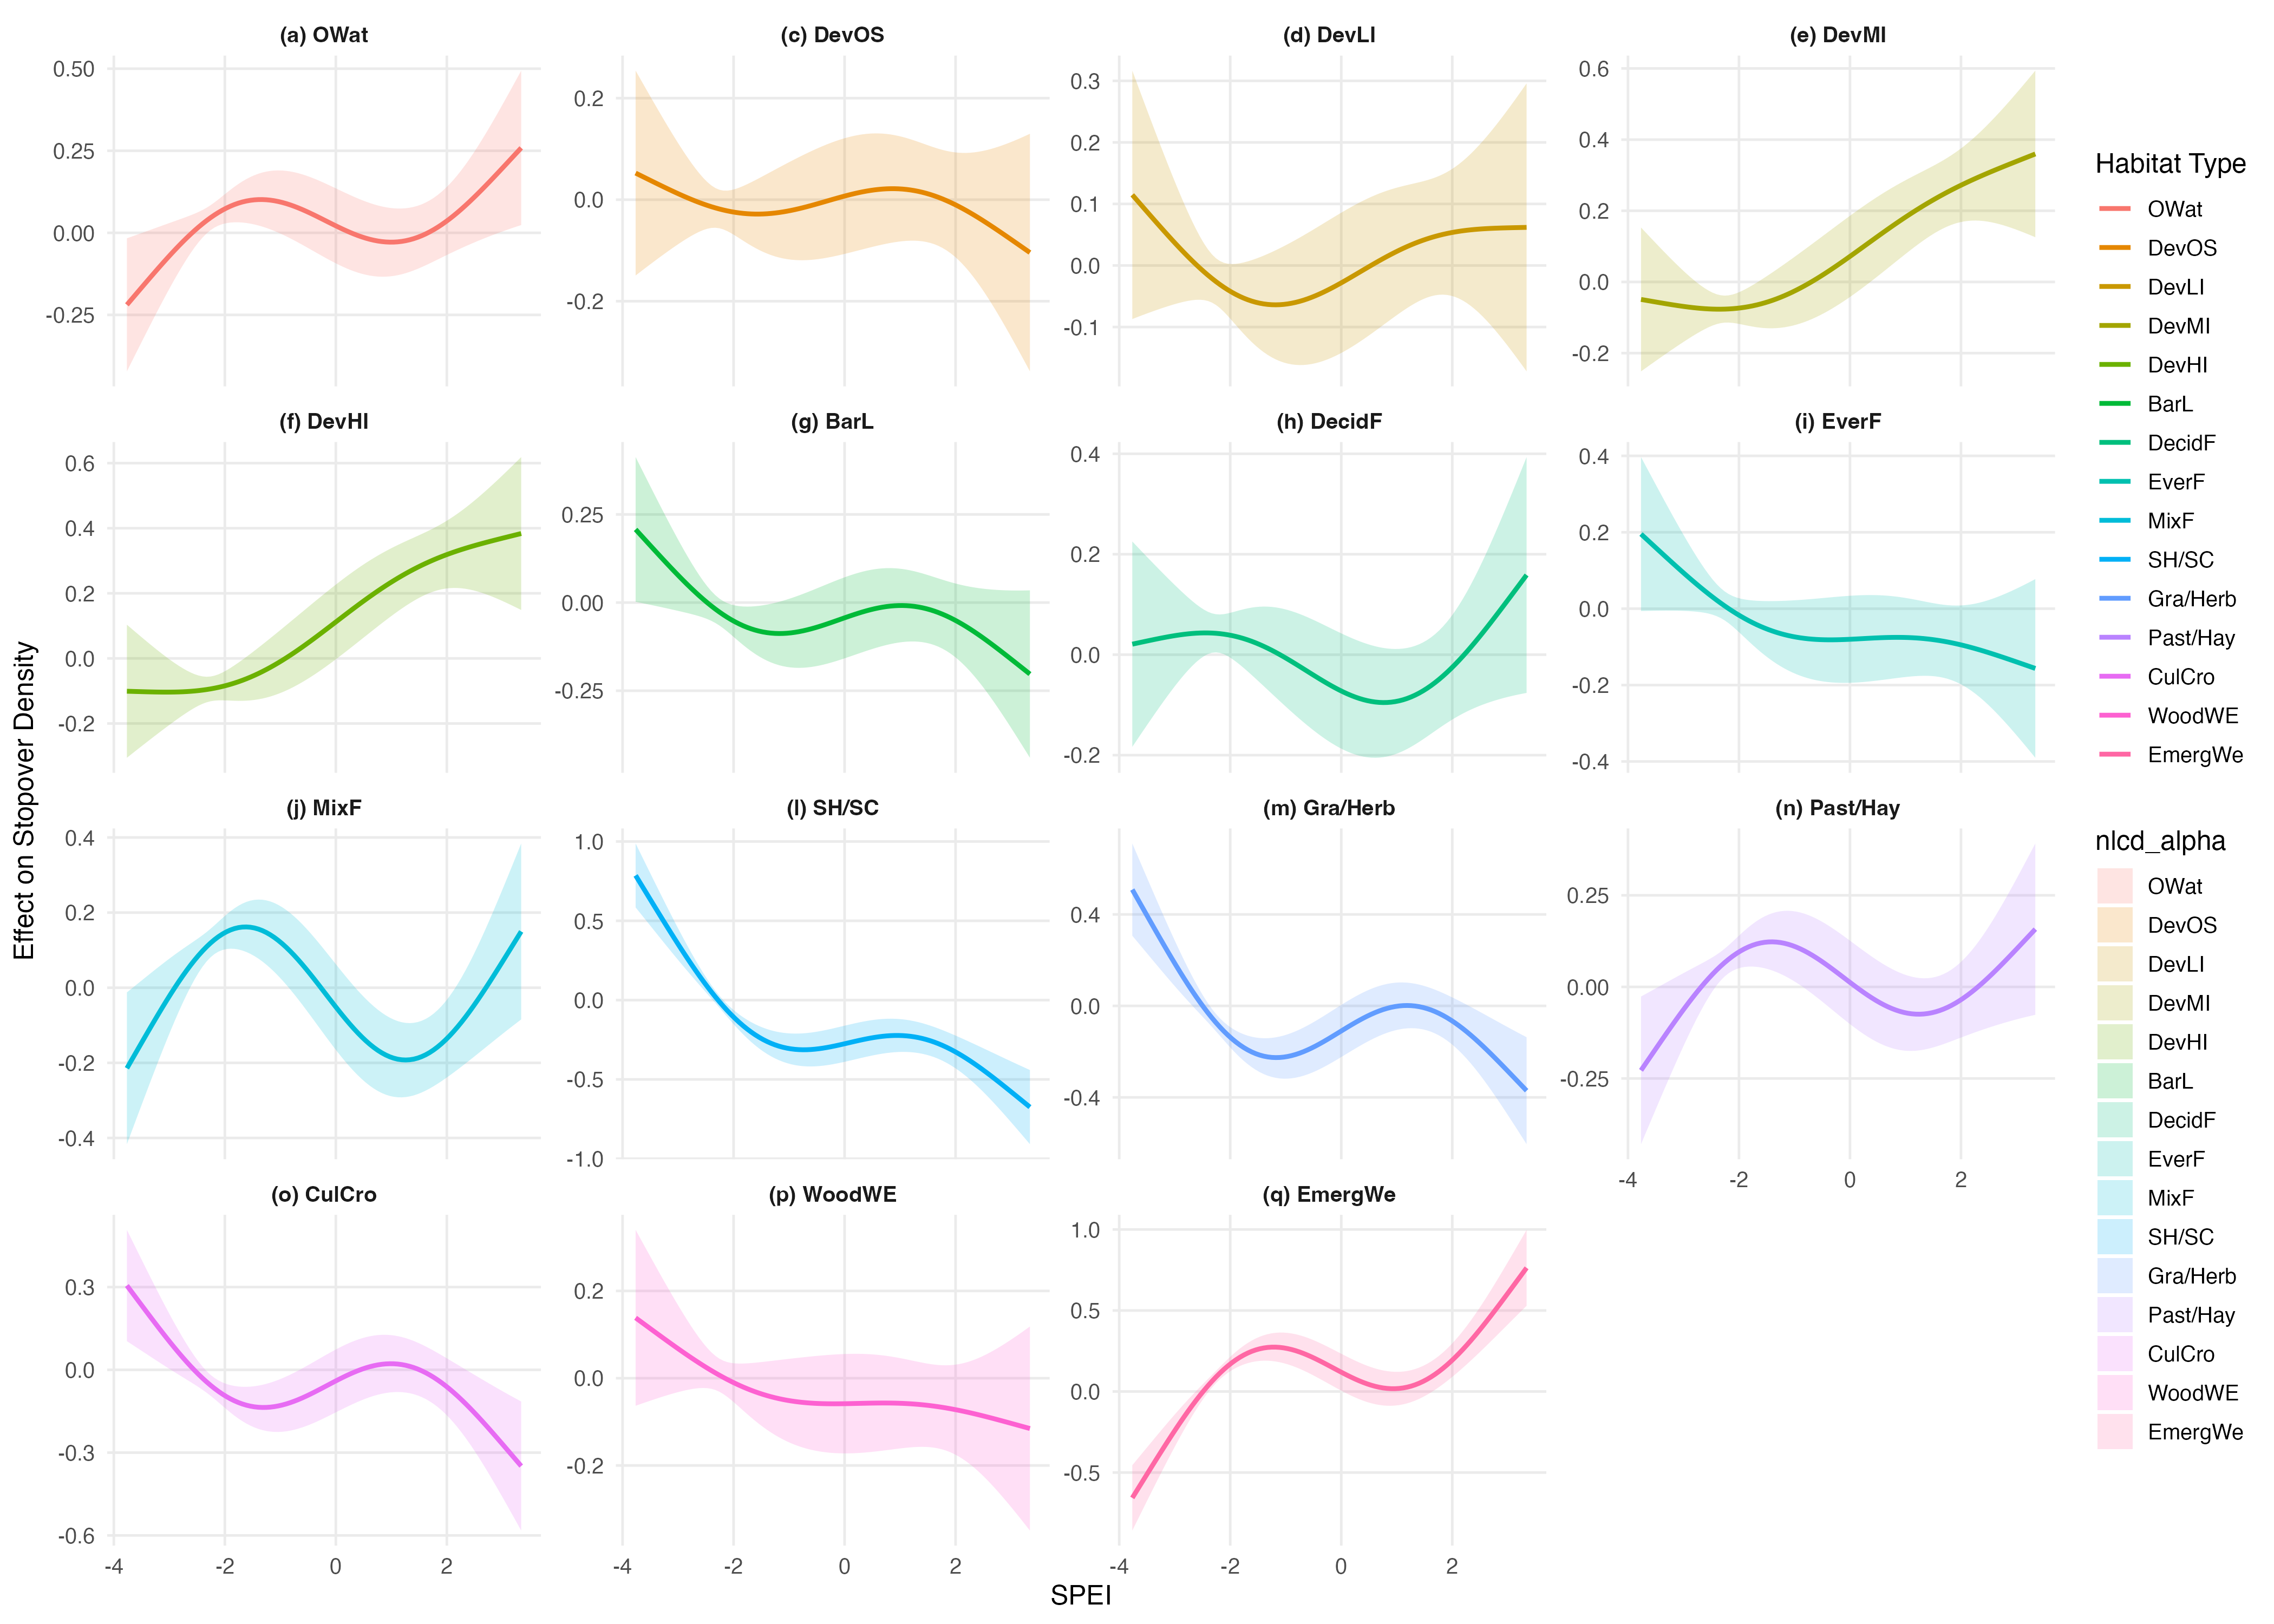 (a) OWat
(c) DevOS
(d) DevLI
(e) DevMI
0.50
0.25
0.00
-0.25
0.2
0.0
-0.2
0.3
0.2
0.1
0.0
-0.1
0.6
0.4
0.2
0.0
-0.2
(f) DevHI
(g) BarL
(h) DecidF
(i) EverF
0.6
0.4
0.2
0.0
-0.2
0.25
0.00
-0.25
0.4
0.2
0.0
-0.2
0.4
0.2
0.0
-0.2
-0.4
(j) MixF
(l) SH/SC
(m) Gra/Herb
(n) Past/Hay
0.4
0.2
0.0
-0.2
-0.4
1.0
0.5
0.0
-0.5
-1.0
0.4
0.0
-0.4
0.25
0.00
-0.25
-4 -2 0 2
(o) CulCro
(p) WoodWE
(q) EmergWe
0.3
0.0
-0.3
-0.6
0.2
0.0
-0.2
1.0
0.5
0.0
-0.5
-4 -2 0 2
-4 -2 0 2
-4 -2 0 2
SPEI
Effect on Stopover Density
Habitat Type
OWat
DevOS
DevLI
DevMI
DevHI
BarL
DecidF
EverF
MixF
SH/SC
Gra/Herb
Past/Hay
CulCro
WoodWE
EmergWe
nlcd_alpha
OWat
DevOS
DevLI
DevMI
DevHI
BarL
DecidF
EverF
MixF
SH/SC
Gra/Herb
Past/Hay
CulCro
WoodWE
EmergWe